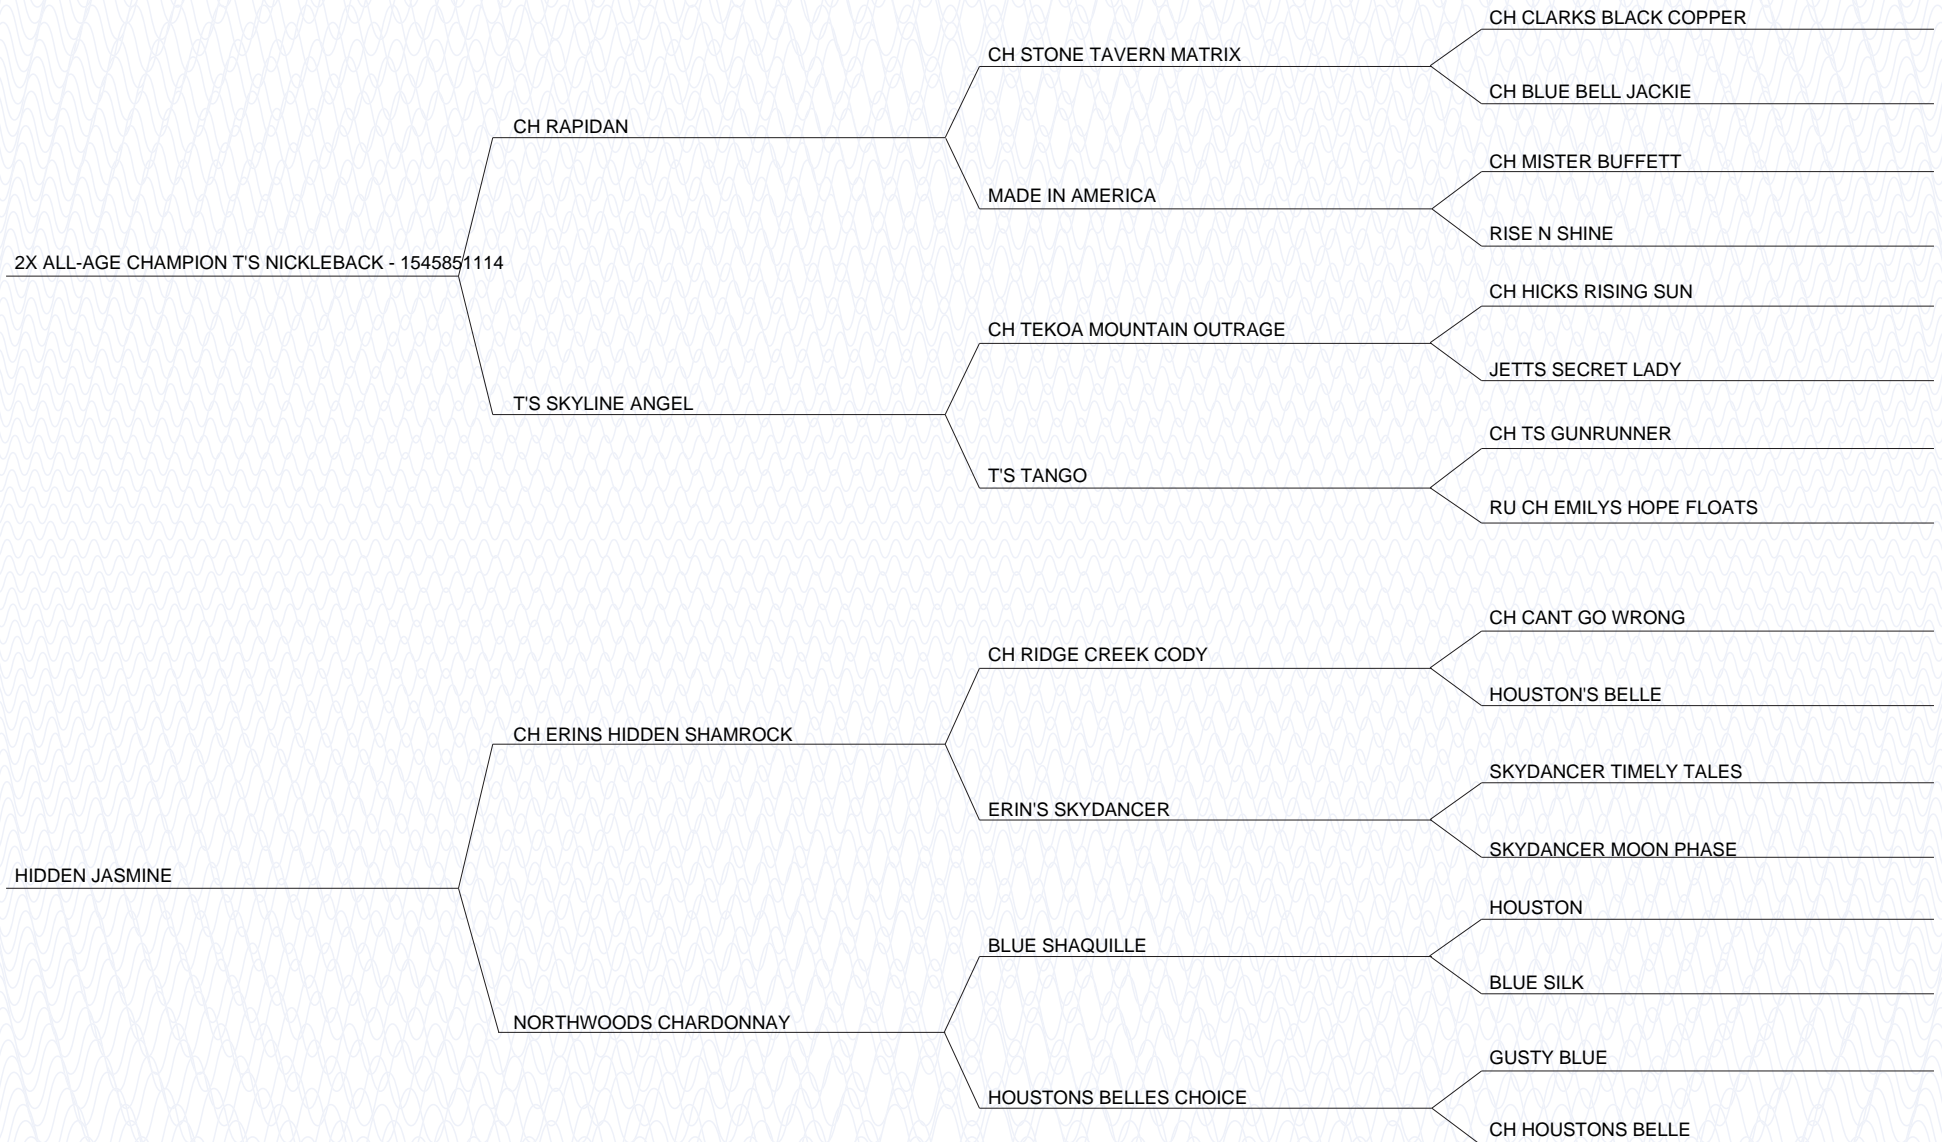 CH CLARKS BLACK COPPER
CH STONE TAVERN MATRIX
CH BLUE BELL JACKIE
CH RAPIDAN
CH MISTER BUFFETT
MADE IN AMERICA
RISE N SHINE
2X ALL-AGE CHAMPION T'S NICKLEBACK - 1545851114
CH HICKS RISING SUN
CH TEKOA MOUNTAIN OUTRAGE
JETTS SECRET LADY
T'S SKYLINE ANGEL
CH TS GUNRUNNER
T'S TANGO
RU CH EMILYS HOPE FLOATS
CH CANT GO WRONG
CH RIDGE CREEK CODY
HOUSTON'S BELLE
CH ERINS HIDDEN SHAMROCK
SKYDANCER TIMELY TALES
ERIN'S SKYDANCER
SKYDANCER MOON PHASE
HIDDEN JASMINE
HOUSTON
BLUE SHAQUILLE
BLUE SILK
NORTHWOODS CHARDONNAY
GUSTY BLUE
HOUSTONS BELLES CHOICE
CH HOUSTONS BELLE